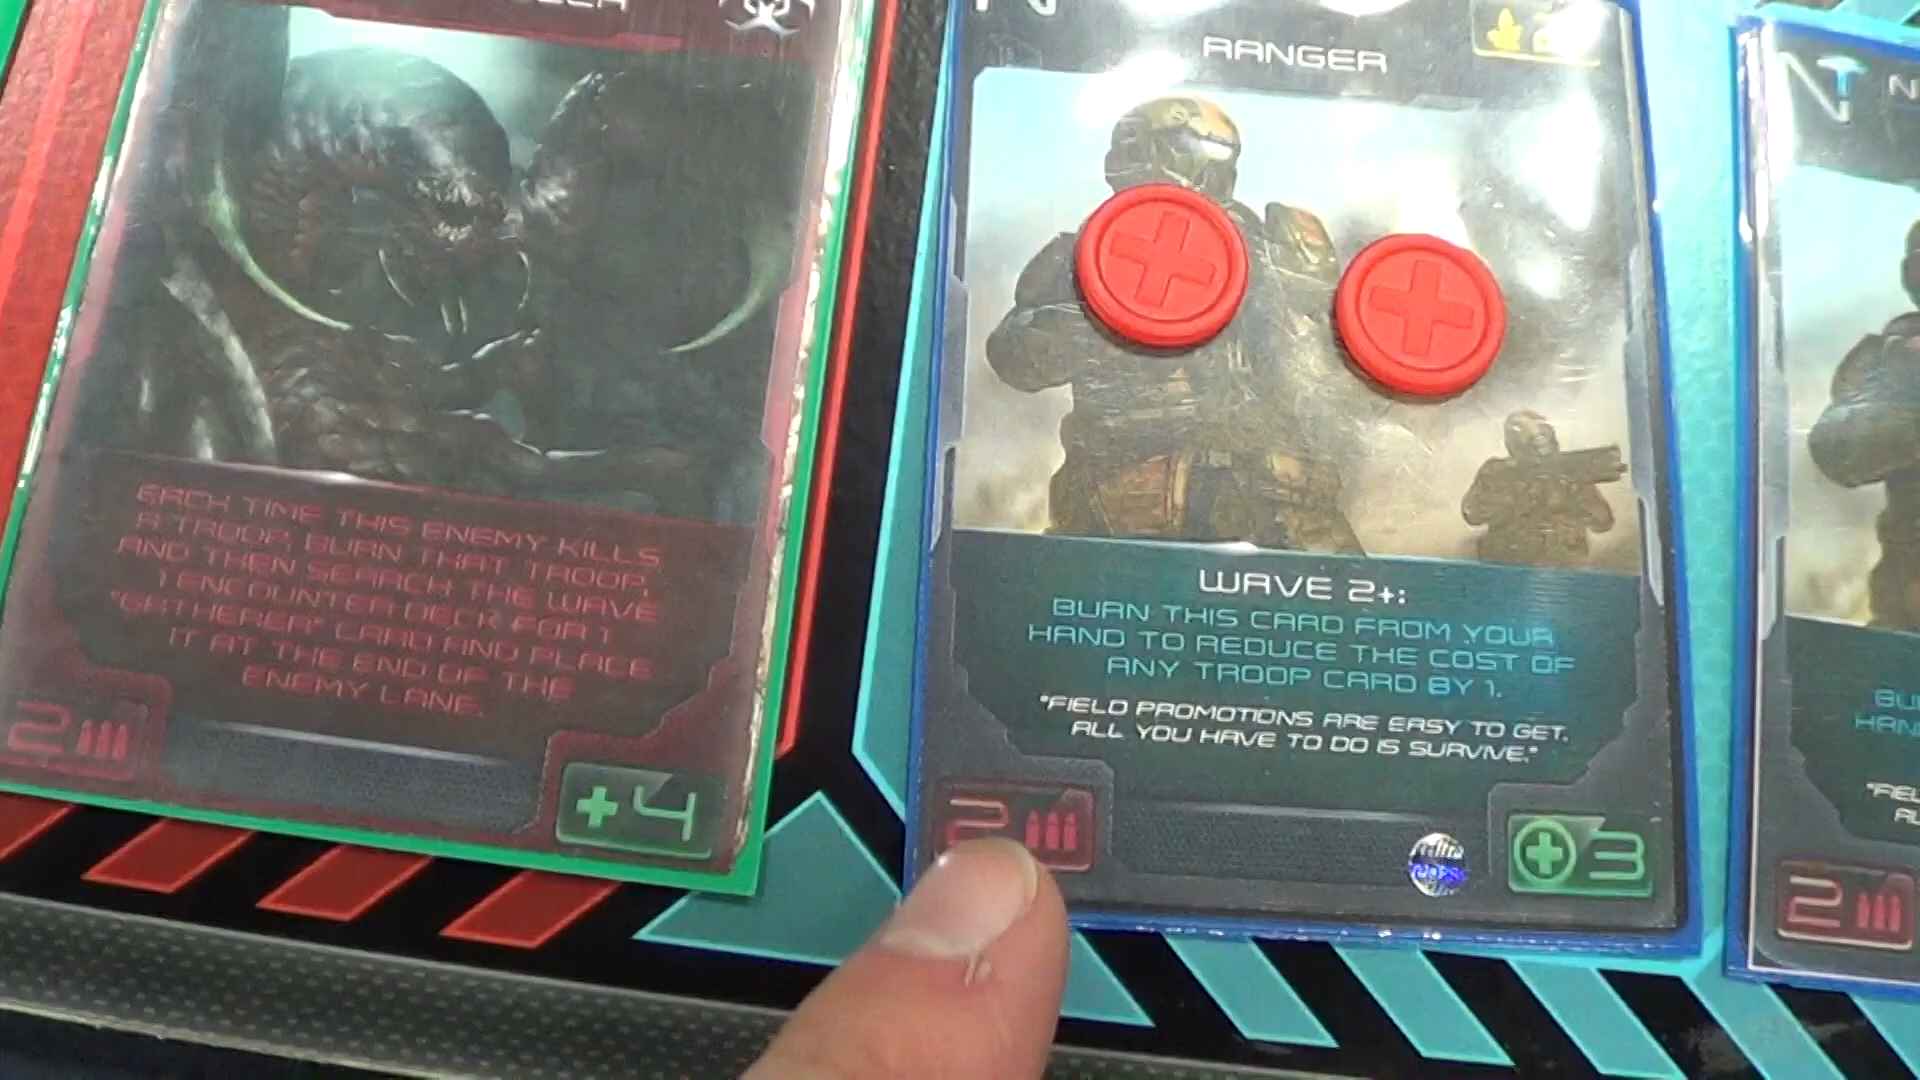 EACH TIME THIS ENEMY KILLS
A TROOP, BURN THAT TROOP,
AND THEN SEARCH THE WAVE
1 ENCOUNTER DECK FOR 1
"GATHERER" CARD AND PLACE
IT AT THE END OF THE
ENEMY LANE.
2
+4
RANGER
WAVE 2+:
BURN THIS CARD FROM YOUR
HAND TO REDUCE THE COST OF
ANY TROOP CARD BY 1.
"FIELD PROMOTIONS ARE EASY TO GET.
ALL YOU HAVE TO DO IS SURVIVE."
2
3
NT
HAN
"FIEL
2